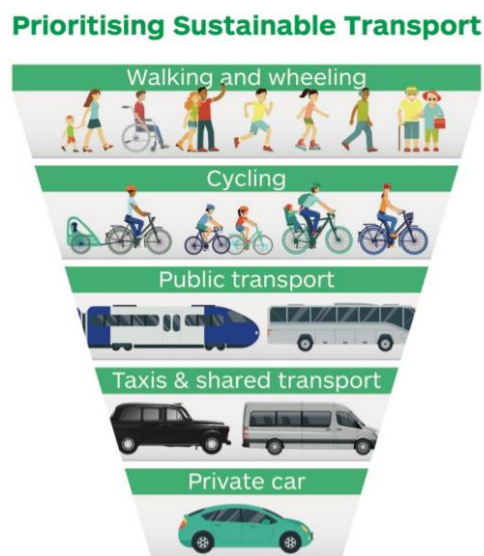 Prioritising Sustainable Transport
Walking and wheeling
Cycling
Public transport
Taxis & shared transport
Private car